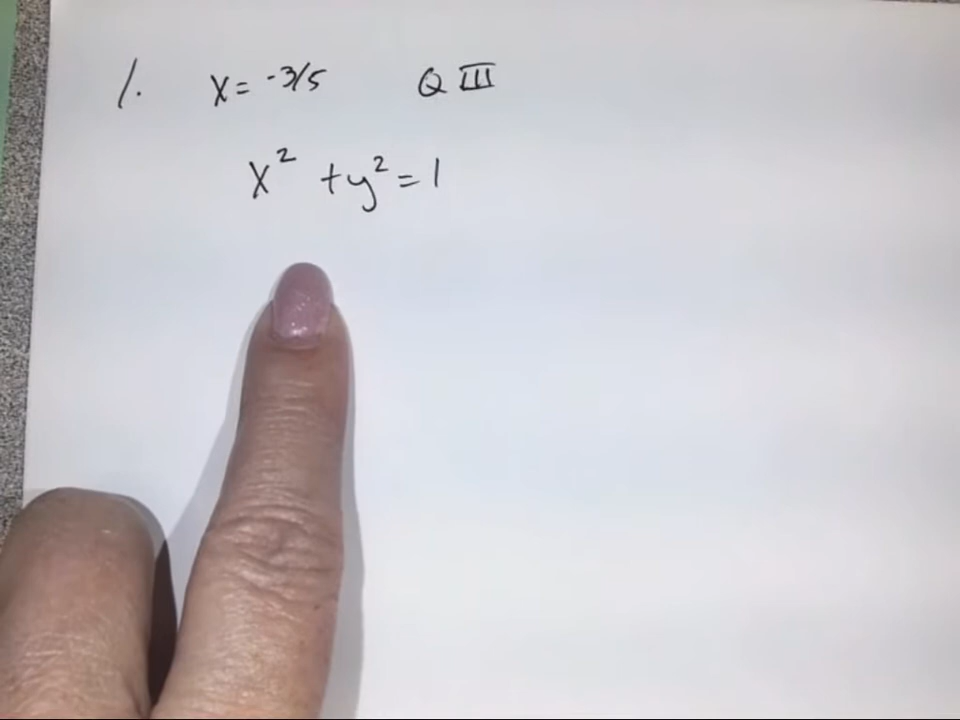 1. x = -3/5 Q III
x² + y² = 1